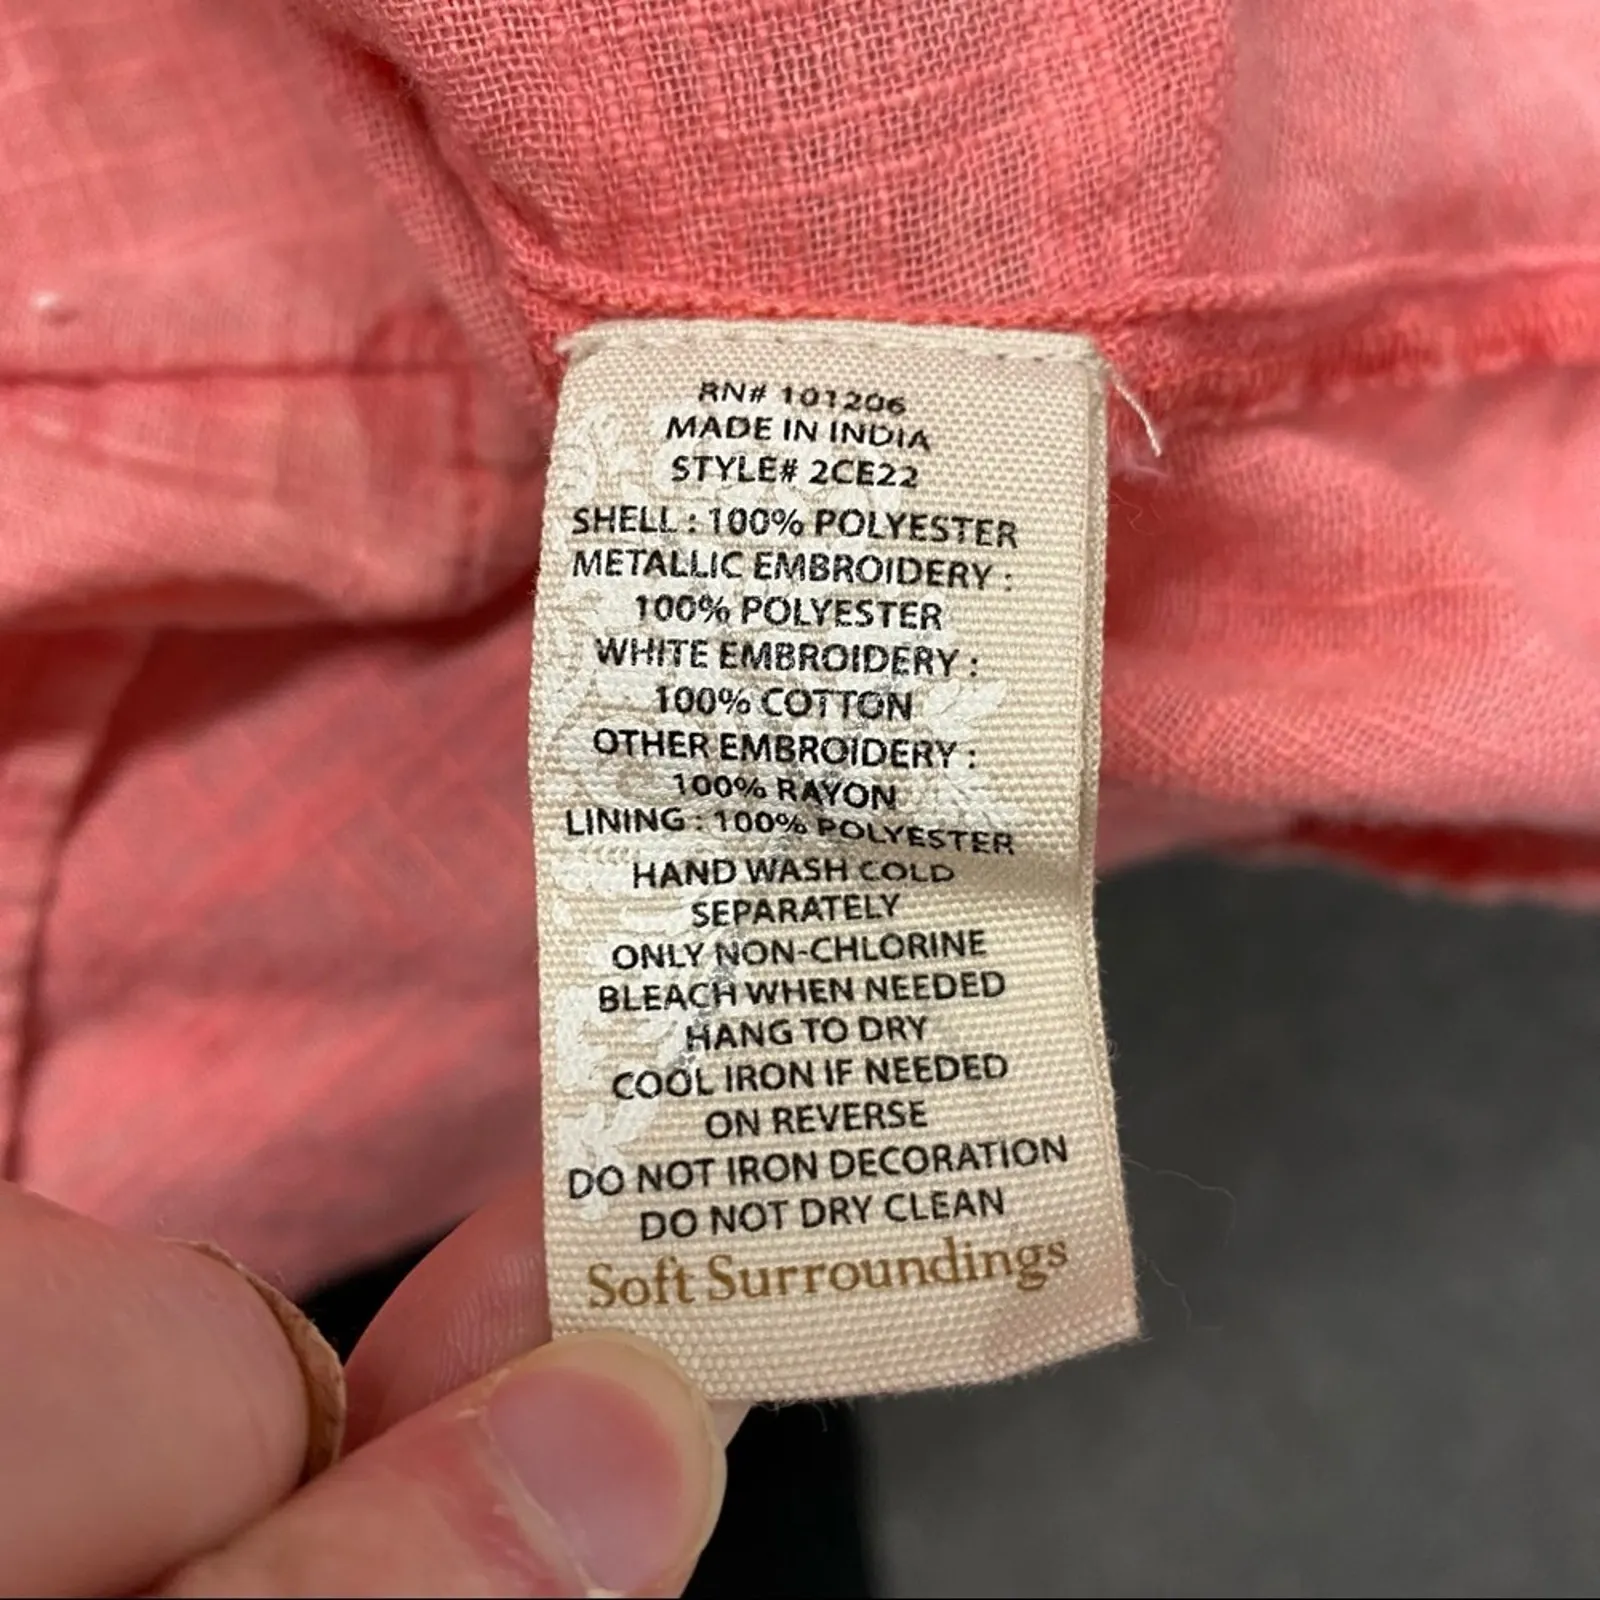 RN# 101206
MADE IN INDIA
STYLE# 2CE22
SHELL : 100% POLYESTER
METALLIC EMBROIDERY :
100% POLYESTER
WHITE EMBROIDERY :
100% COTTON
OTHER EMBROIDERY :
100% RAYON
LINING : 100% POLYESTER
HAND WASH COLD
SEPARATELY
ONLY NON-CHLORINE
BLEACH WHEN NEEDED
HANG TO DRY
COOL IRON IF NEEDED
ON REVERSE
DO NOT IRON DECORATION
DO NOT DRY CLEAN
Soft Surroundings